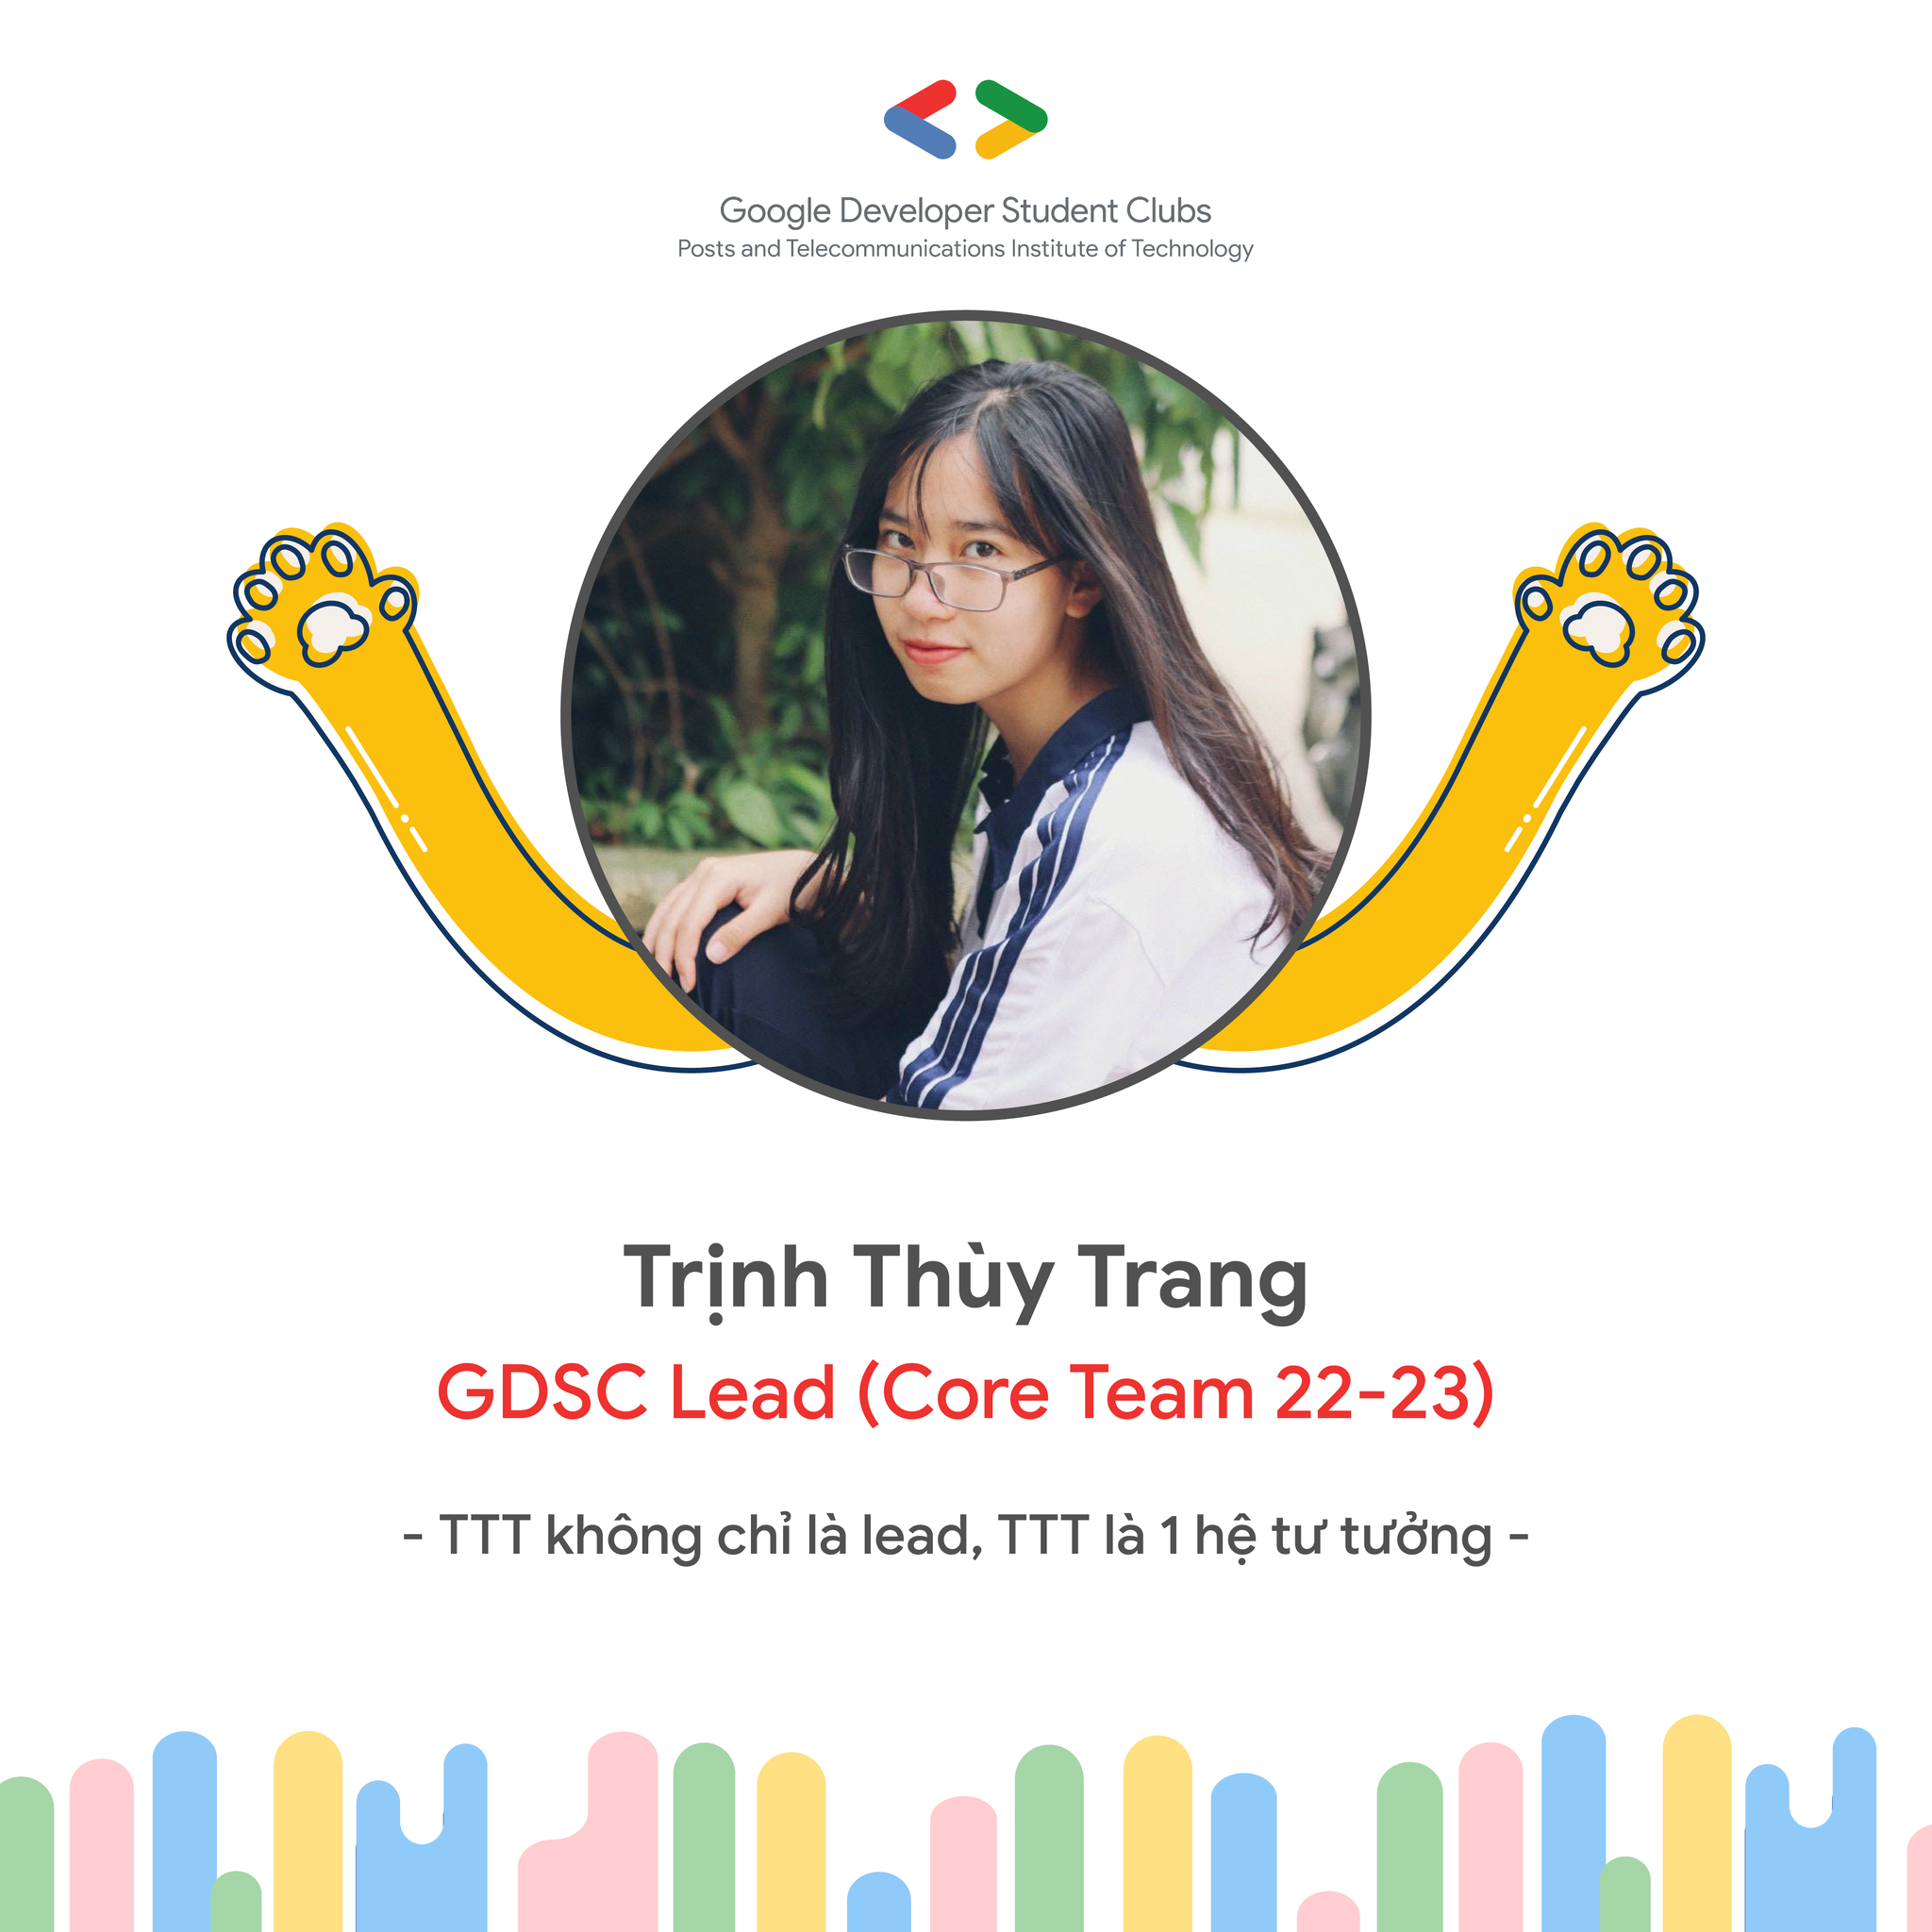 Google Developer Student Clubs
Posts and Telecommunications Institute of Technology
Trịnh Thùy Trang
GDSC Lead (Core Team 22-23)
- TTT không chỉ là lead, TTT là 1 hệ tư tưởng -